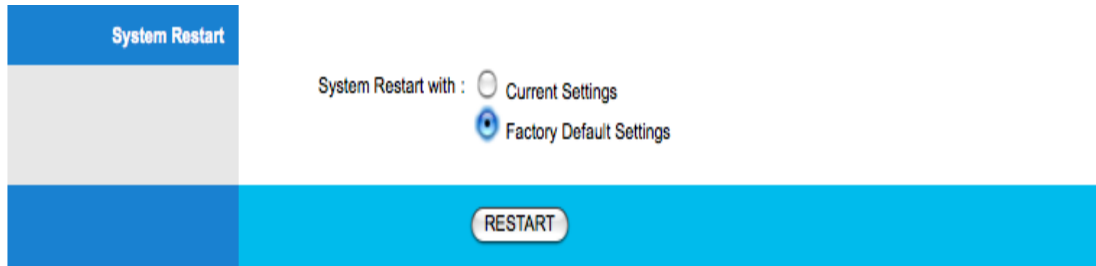 System Restart
System Restart with :
Current Settings
Factory Default Settings
RESTART